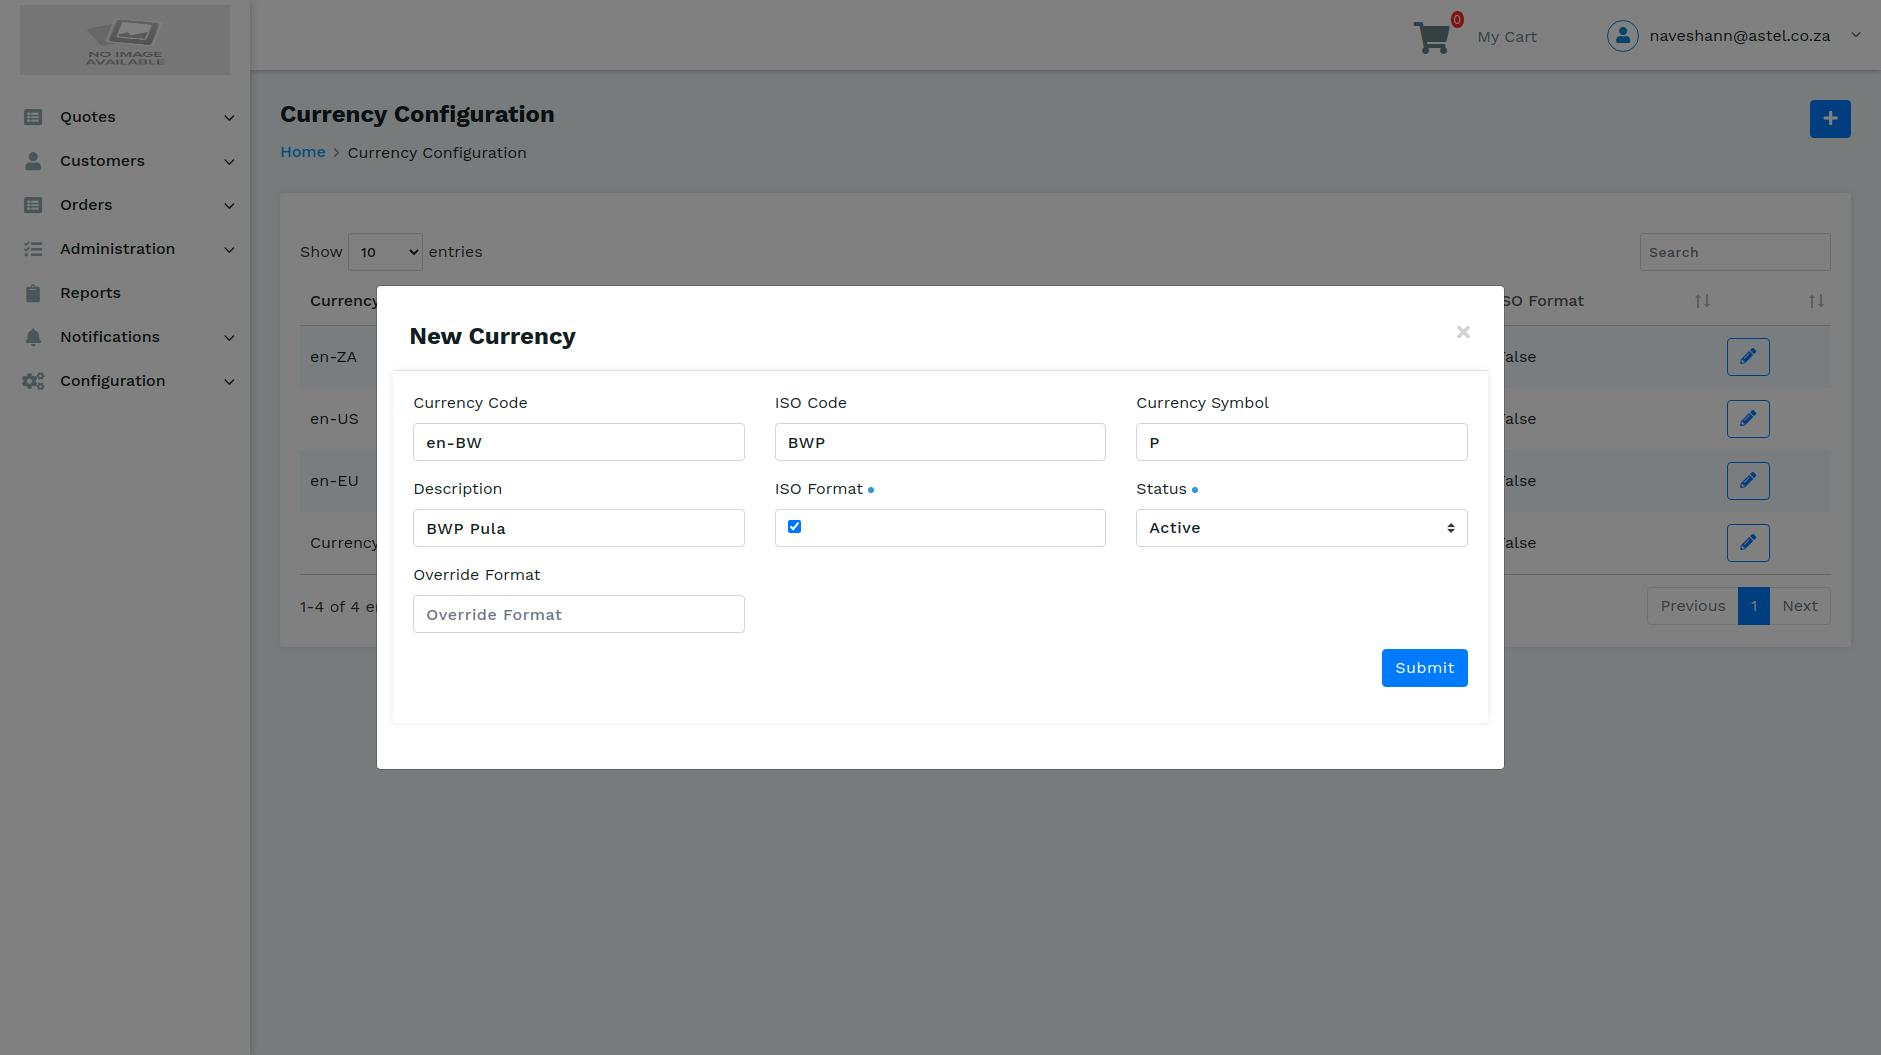 NO IMAGE
AVAILABLE
0
My Cart
naveshann@astel.co.za
Quotes
Customers
Orders
Administration
Reports
Notifications
Configuration
Currency Configuration
Home > Currency Configuration
Show 10 entries
Search
Currency
SO Format
en-ZA
alse
en-US
alse
en-EU
alse
Currency
alse
1-4 of 4 e
Previous 1 Next
New Currency
×
Currency Code
ISO Code
Currency Symbol
en-BW
BWP
P
Description
ISO Format
Status
BWP Pula
Active
Override Format
Override Format
Submit